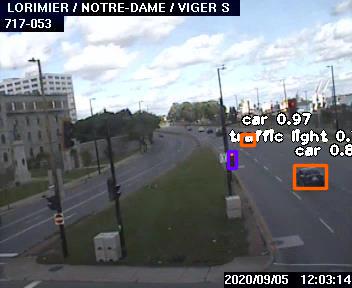 LORIMIER / NOTRE-DAME / VIGER S
717-053
car 0.97
traffic light 0.
car 0.8
2020/09/05 12:03:14